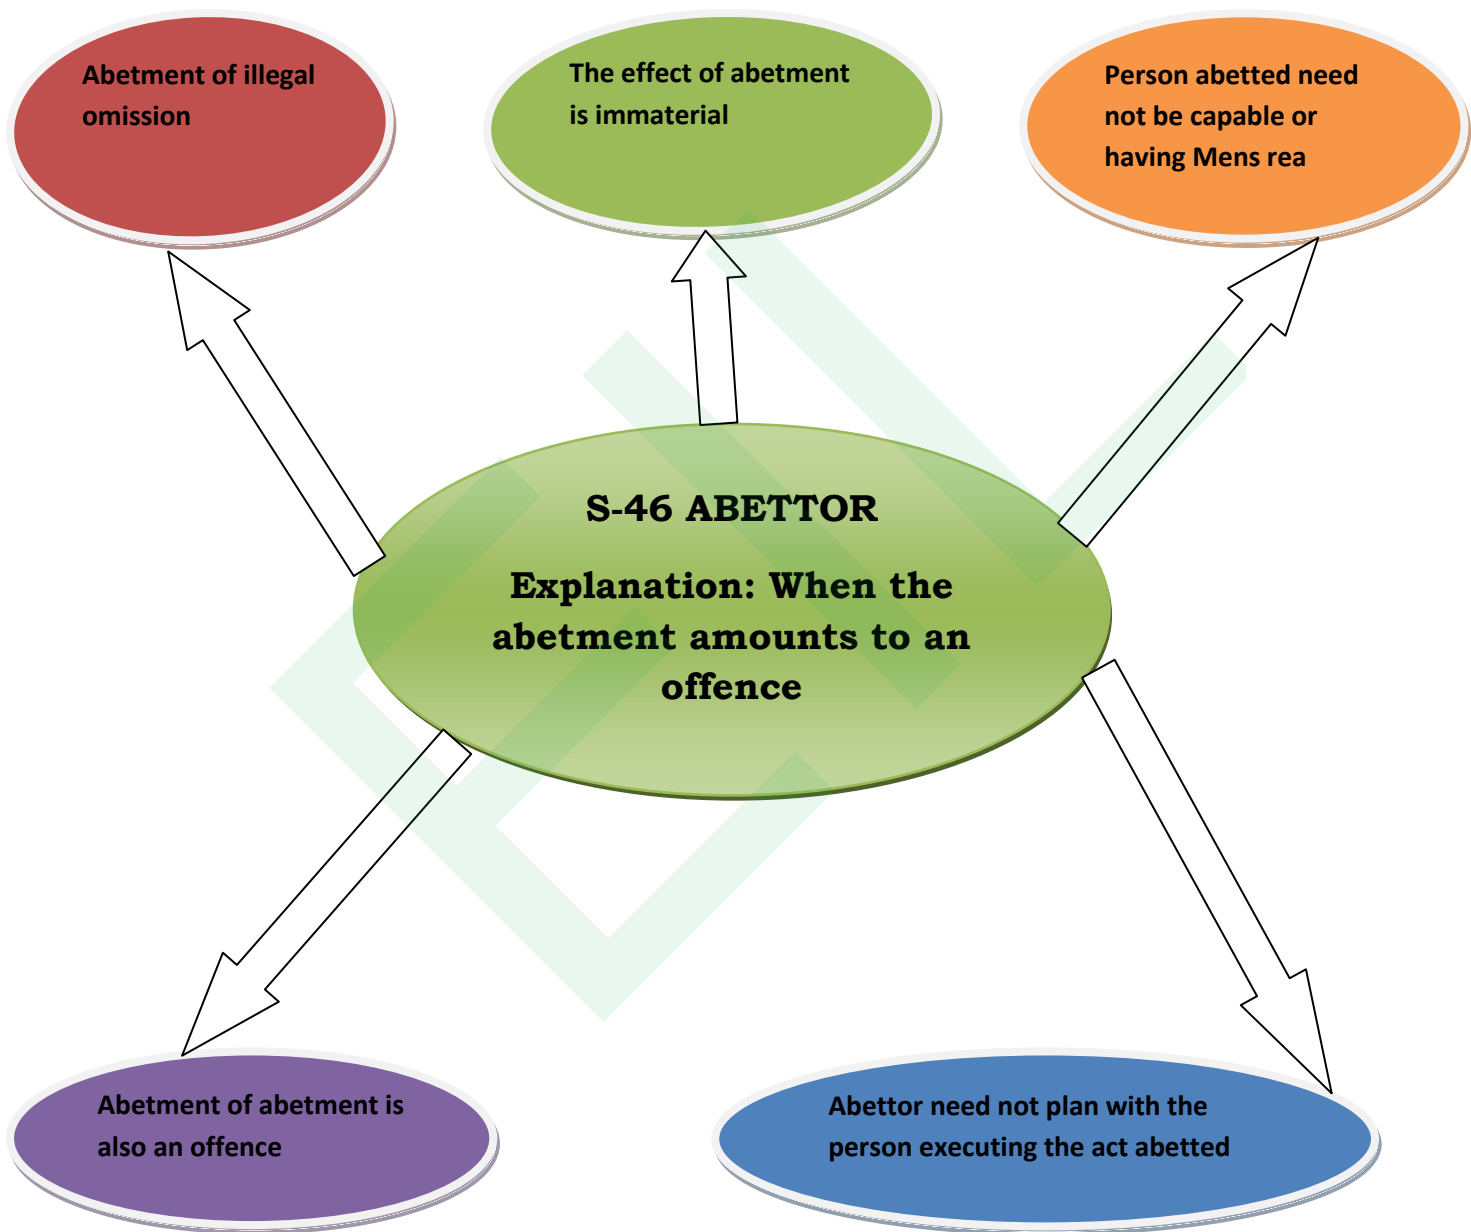 Abetment of illegal
omission
The effect of abetment
is immaterial
Person abetted need
not be capable or
having Mens rea
S-46 ABETTOR
Explanation: When the
abetment amounts to an
offence
Abetment of abetment is
also an offence
Abettor need not plan with the
person executing the act abetted